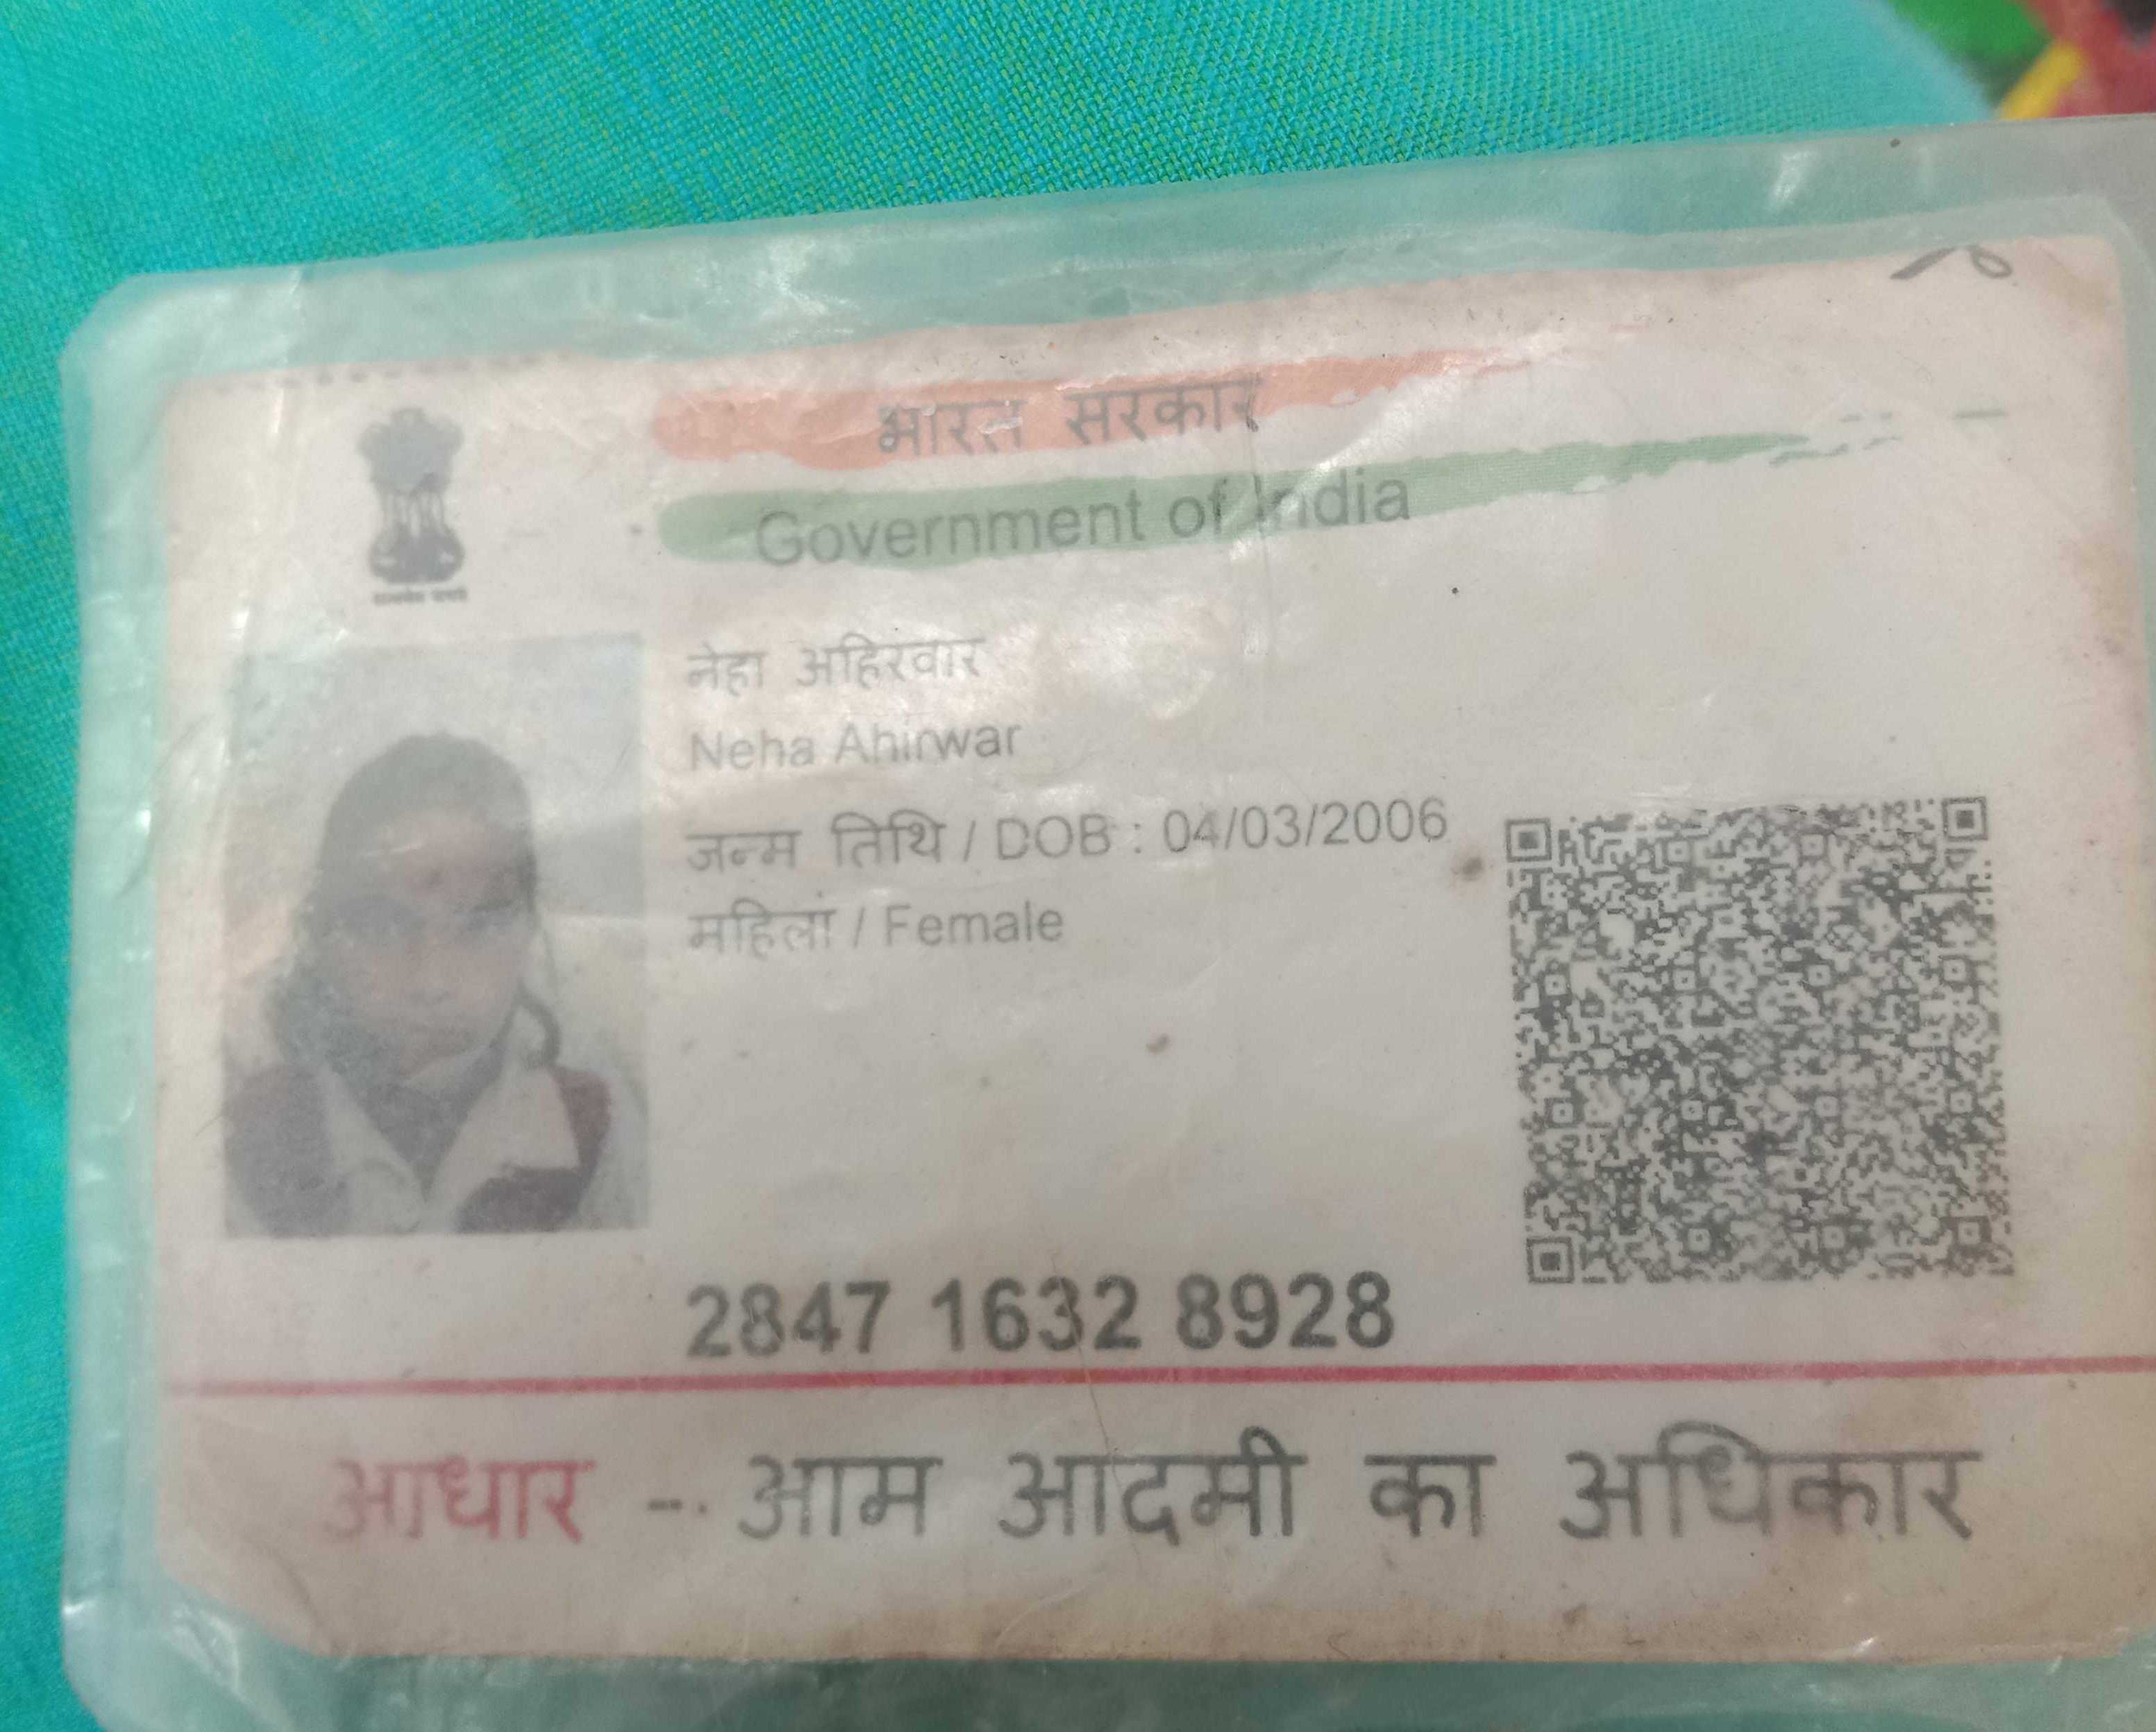 भारत सरकार
Government of India
नेहा अहिरवार
Neha Ahirwar
जन्म तिथि / DOB : 04/03/2006
महिला / Female
2847 1632 8928
आधार -- आम आदमी का अधिकार